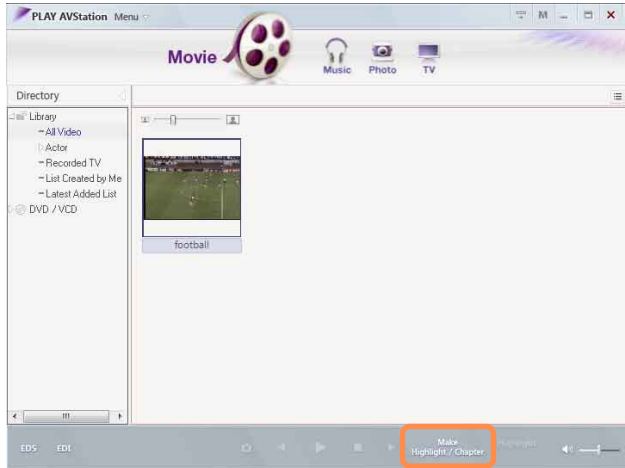 PLAY AVStation Menu
M
Movie
Music Photo TV
Directory
Library
All Video
Actor
Recorded TV
List Created by Me
Latest Added List
DVD / VCD
football
EDS EDI
Make
Highlight / Chapter